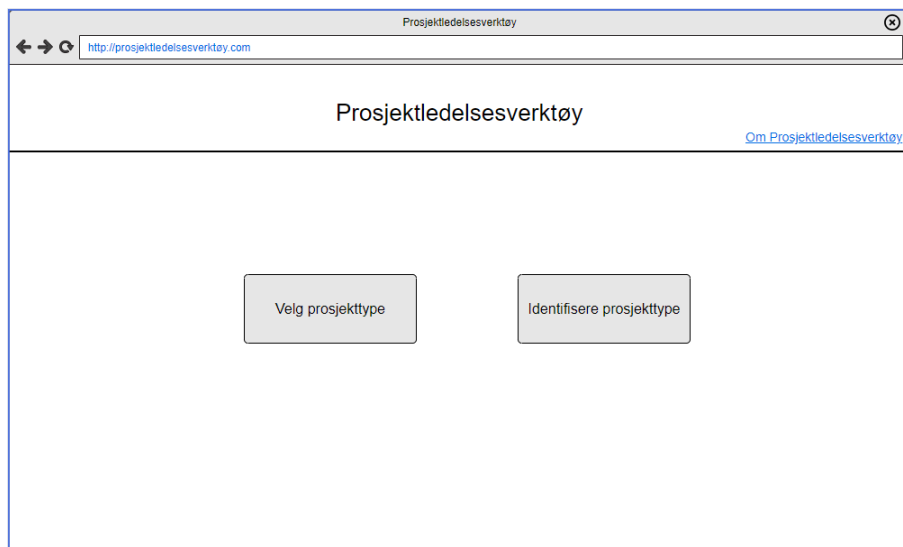 Prosjektledelsesverktøy
http://prosjektledelsesverktøy.com
Prosjektledelsesverktøy
Om Prosjektledelsesverktøy
Velg prosjekttype
Identifisere prosjekttype